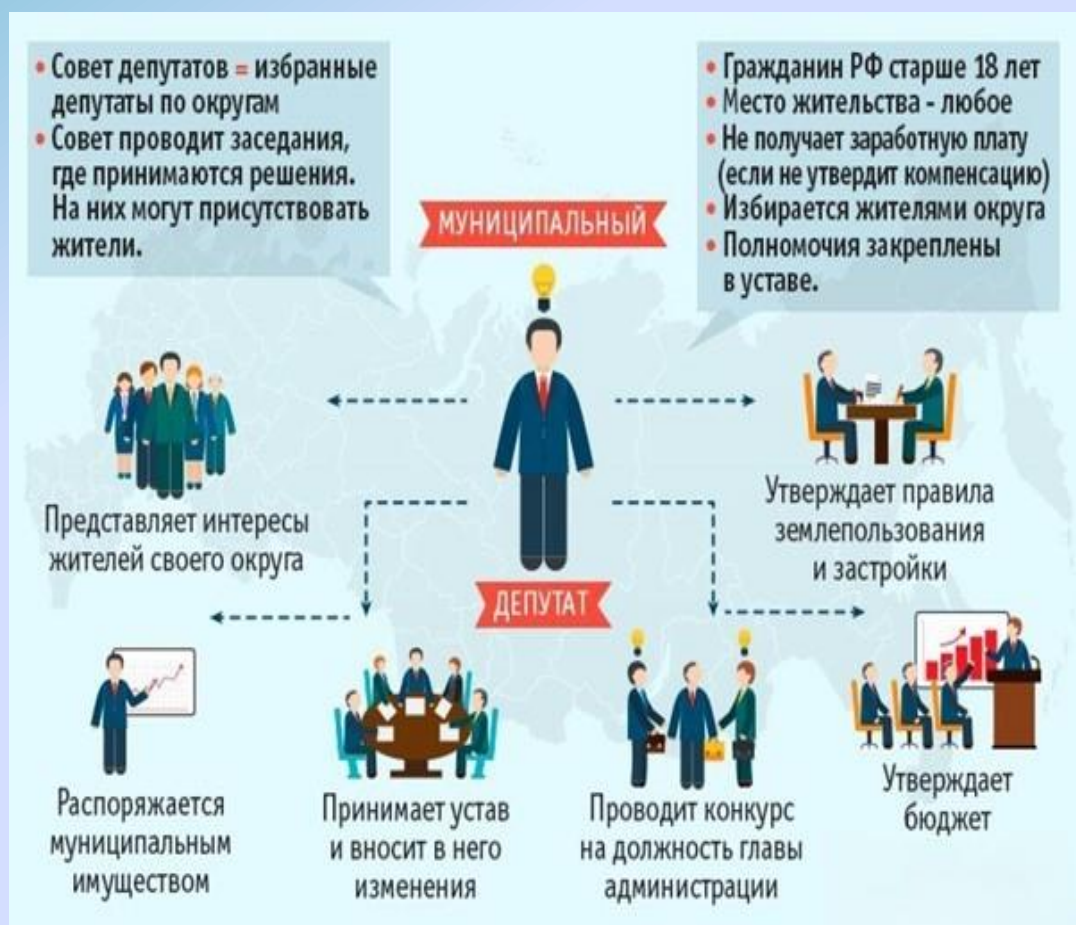 • Совет депутатов = избранные
депутаты по округам
• Совет проводит заседания,
где принимаются решения.
На них могут присутствовать
жители.
• Гражданин РФ старше 18 лет
• Место жительства - любое
• Не получает заработную плату
(если не утвердит компенсацию)
• Избирается жителями округа
• Полномочия закреплены
в уставе.
МУНИЦИПАЛЬНЫЙ
ДЕПУТАТ
Представляет интересы
жителей своего округа
Утверждает правила
землепользования
и застройки
Распоряжается
муниципальным
имуществом
Принимает устав
и вносит в него
изменения
Проводит конкурс
на должность главы
администрации
Утверждает
бюджет